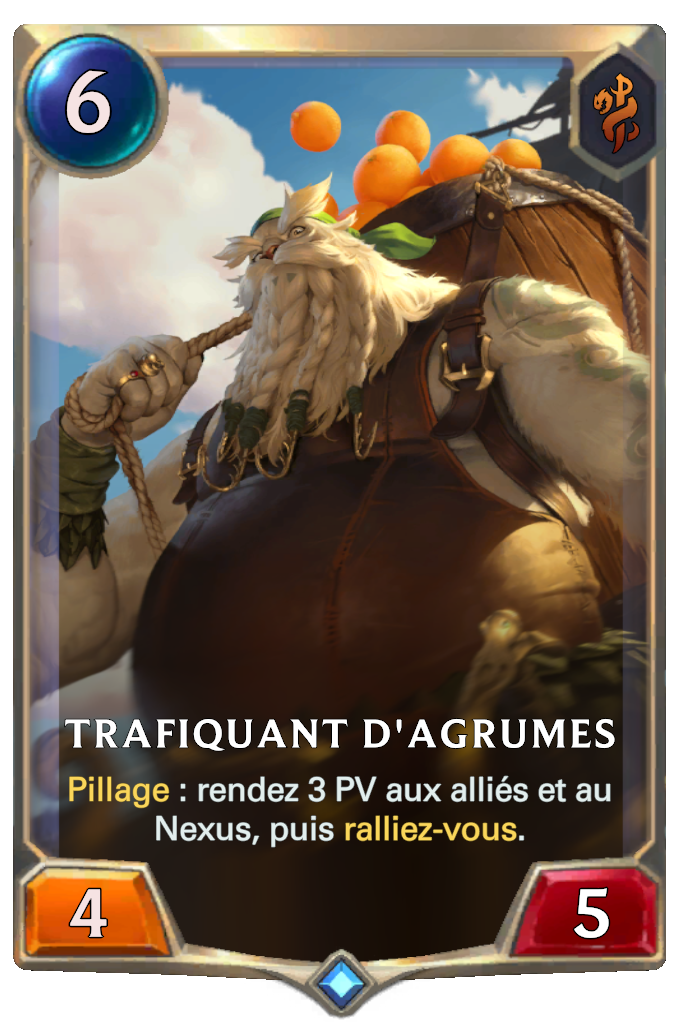 6
TRAFIQUANT D'AGRUMES
Pillage : rendez 3 PV aux alliés et au
Nexus, puis ralliez-vous.
4
5